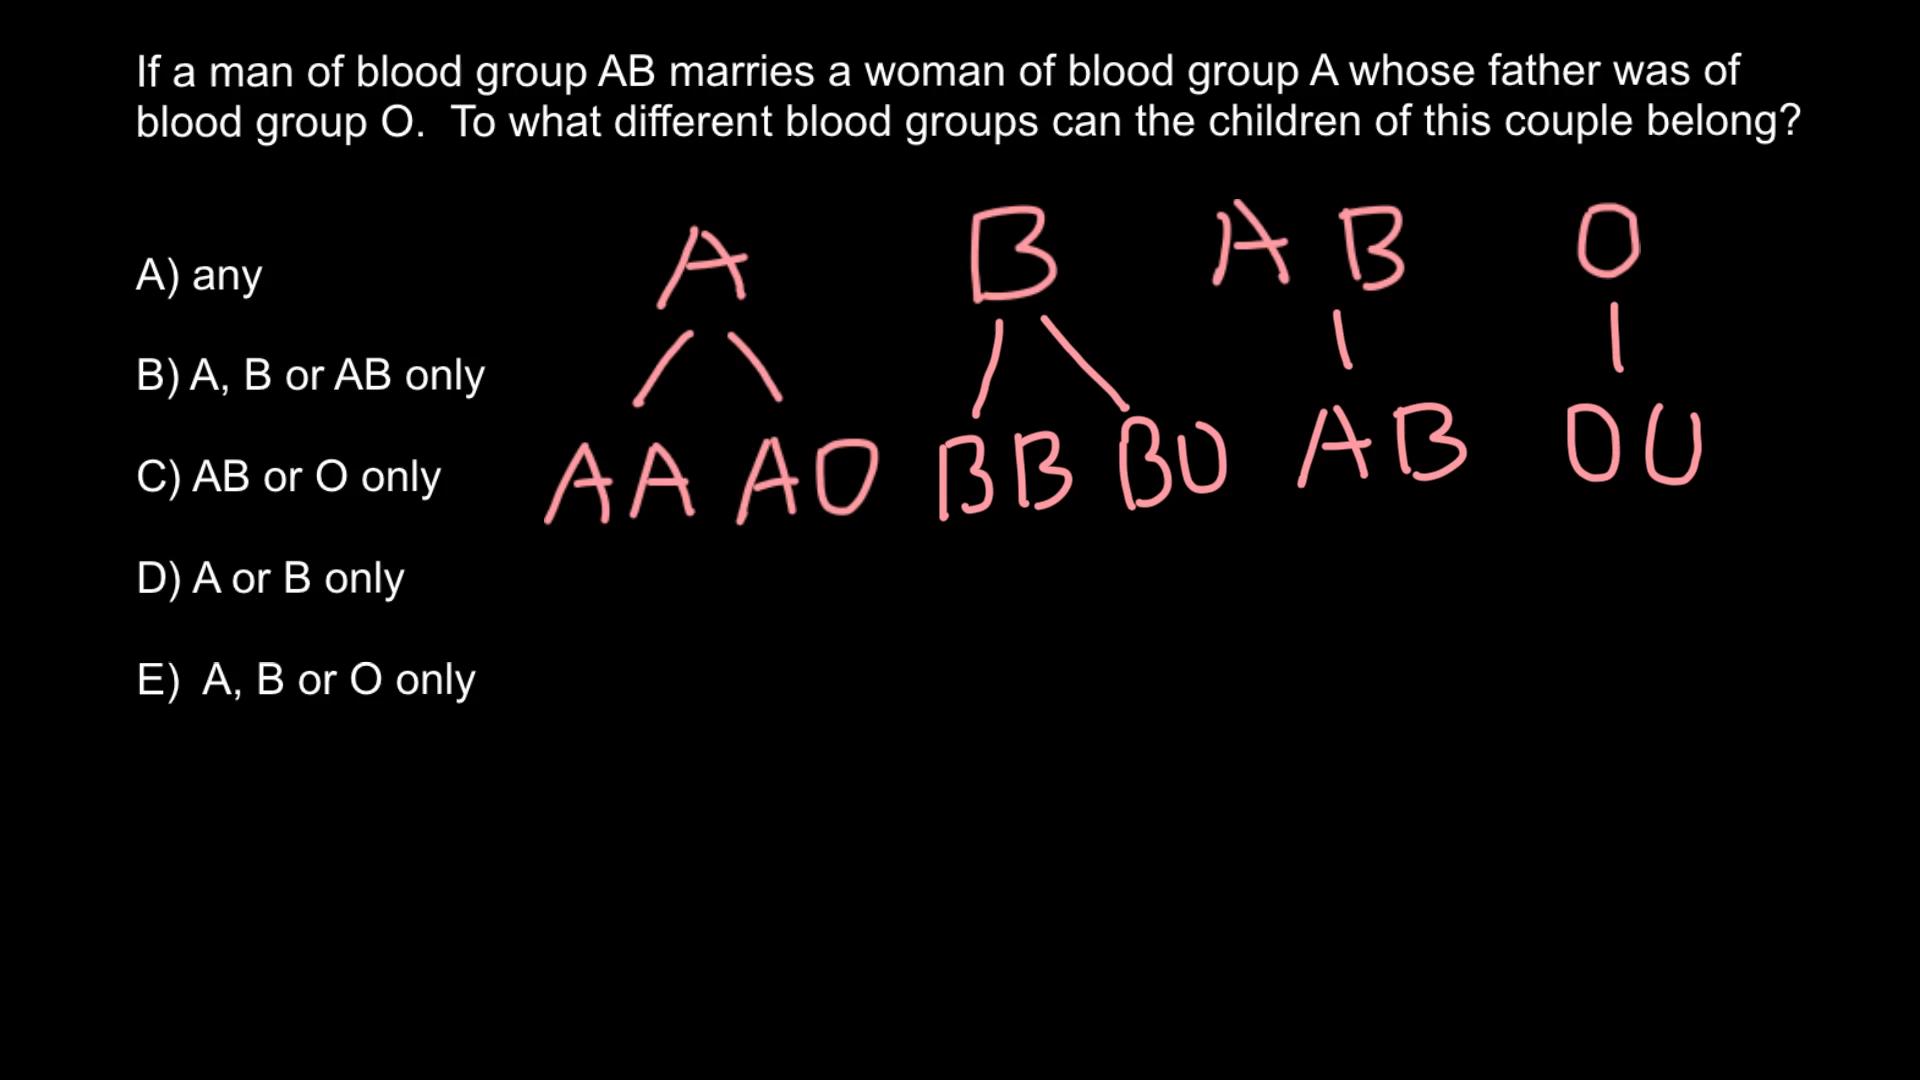 If a man of blood group AB marries a woman of blood group A whose father was of
blood group O.  To what different blood groups can the children of this couple belong?
A B A B O
A) any
B) A, B or AB only
AA AO BB BO AB OO
C) AB or O only
D) A or B only
E)  A, B or O only